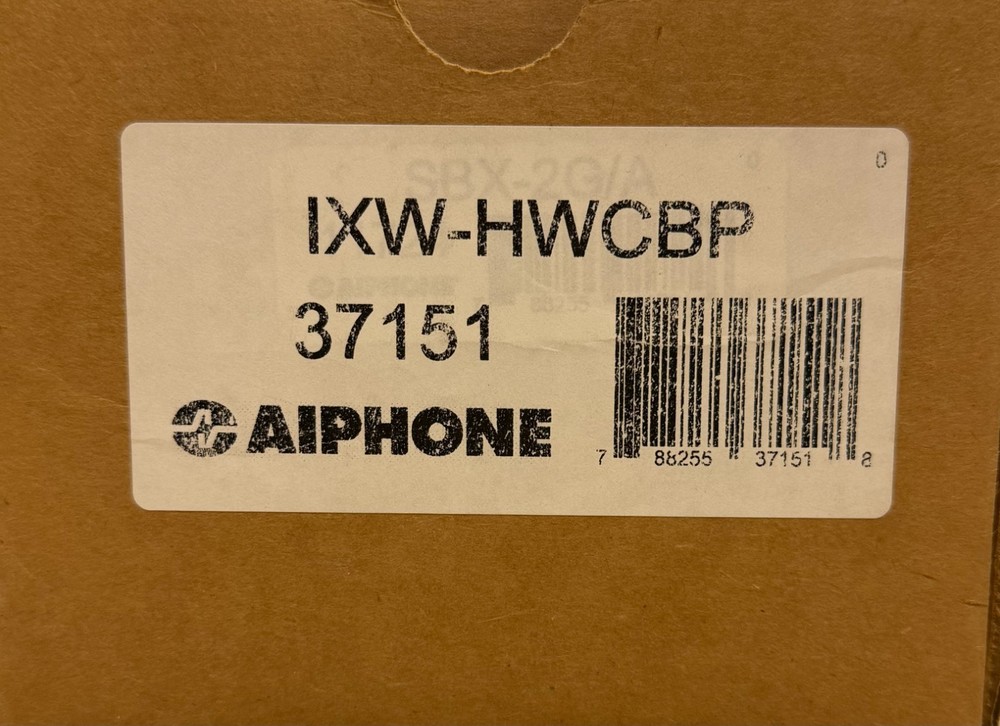 0
SBX-2G/A
IXW-HWCBP
37151
AIPHONE
7 88255 37151 8